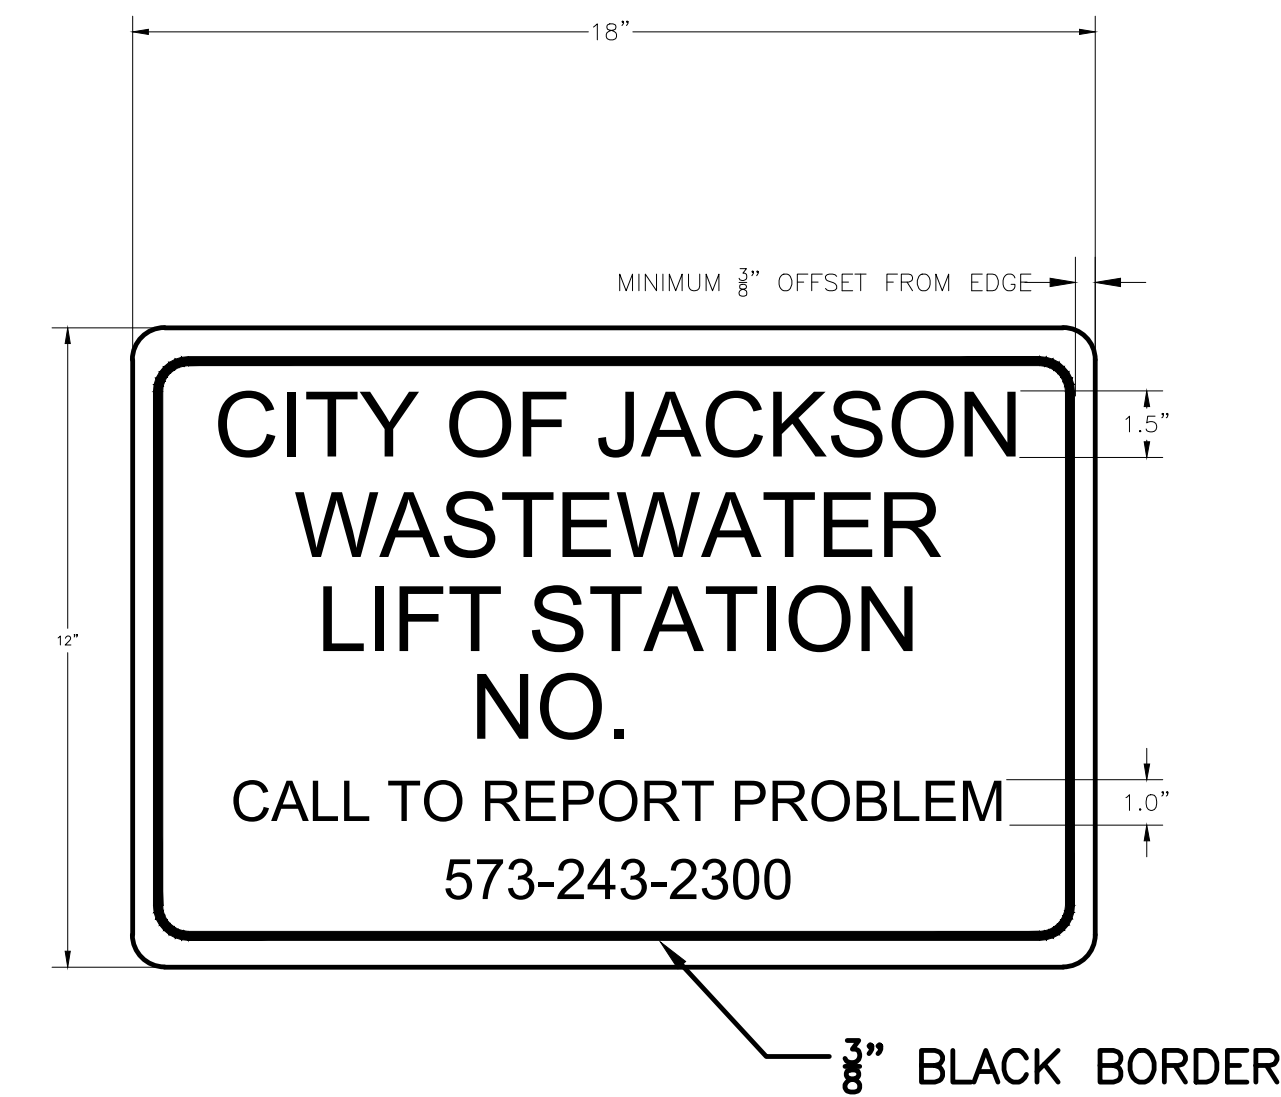 18”
MINIMUM 3/8” OFFSET FROM EDGE
CITY OF JACKSON
1.5”
WASTEWATER
LIFT STATION
12”
NO.
CALL TO REPORT PROBLEM
1.0”
573-243-2300
3/8” BLACK BORDER